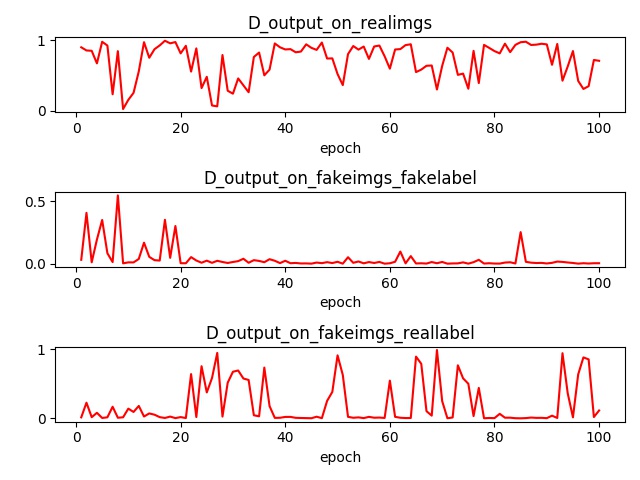 D_output_on_realimgs
1
0
0 20 40 60 80 100
epoch
D_output_on_fakeimgs_fakelabel
0.5
0.0
0 20 40 60 80 100
epoch
D_output_on_fakeimgs_reallabel
1
0
0 20 40 60 80 100
epoch